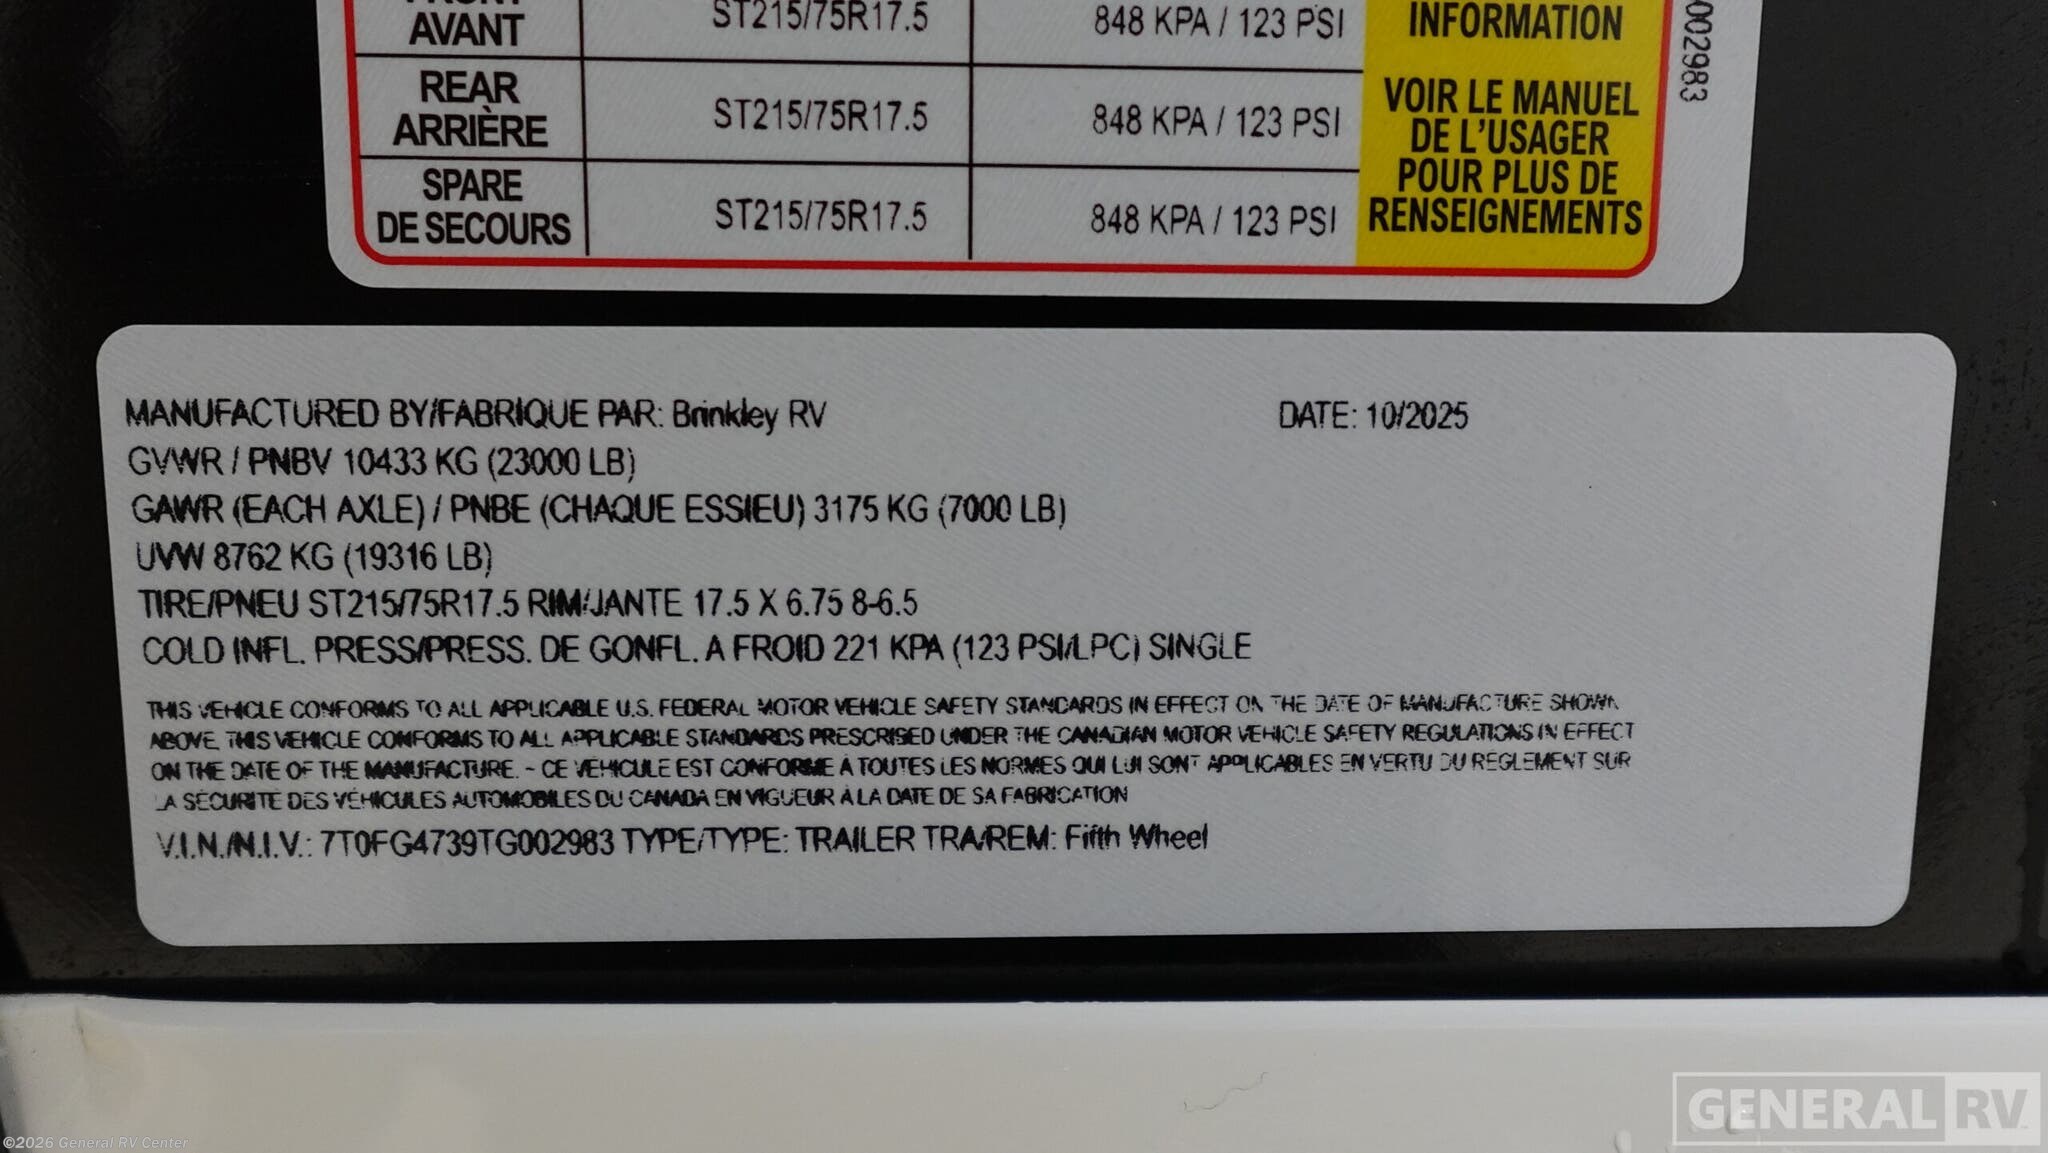 FRONT
AVANT
ST215/75R17.5
848 KPA / 123 PSI
INFORMATION
REAR
ARRIÈRE
ST215/75R17.5
848 KPA / 123 PSI
VOIR LE MANUEL
DE L'USAGER
POUR PLUS DE
RENSEIGNEMENTS
SPARE
DE SECOURS
ST215/75R17.5
848 KPA / 123 PSI
002983
MANUFACTURED BY/FABRIQUE PAR: Brinkley RV DATE: 10/2025
GVWR / PNBV 10433 KG (23000 LB)
GAWR (EACH AXLE) / PNBE (CHAQUE ESSIEU) 3175 KG (7000 LB)
UVW 8762 KG (19316 LB)
TIRE/PNEU ST215/75R17.5 RIM/JANTE 17.5 X 6.75 8-6.5
COLD INFL. PRESS/PRESS. DE GONFL. A FROID 221 KPA (123 PSI/LPC) SINGLE
THIS VEHICLE CONFORMS TO ALL APPLICABLE U.S. FEDERAL MOTOR VEHICLE SAFETY STANDARDS IN EFFECT ON THE DATE OF MANUFACTURE SHOWN
ABOVE. THIS VEHICLE CONFORMS TO ALL APPLICABLE STANDARDS PRESCRISED UNDER THE CANADIAN MOTOR VEHICLE SAFETY REGULATIONS IN EFFECT
ON THE DATE OF THE MANUFACTURE. - CE VÉHICULE EST CONFORME À TOUTES LES NORMES QUI LUI SONT APPLICABLES EN VERTU DU RÈGLEMENT SUR
LA SÉCURITÉ DES VÉHICULES AUTOMOBILES DU CANADA EN VIGUEUR À LA DATE DE SA FABRICATION
V.I.N./N.I.V.: 7T0FG4739TG002983 TYPE/TYPE: TRAILER TRA/REM: Fifth Wheel
©2026 General RV Center
GENERAL RV